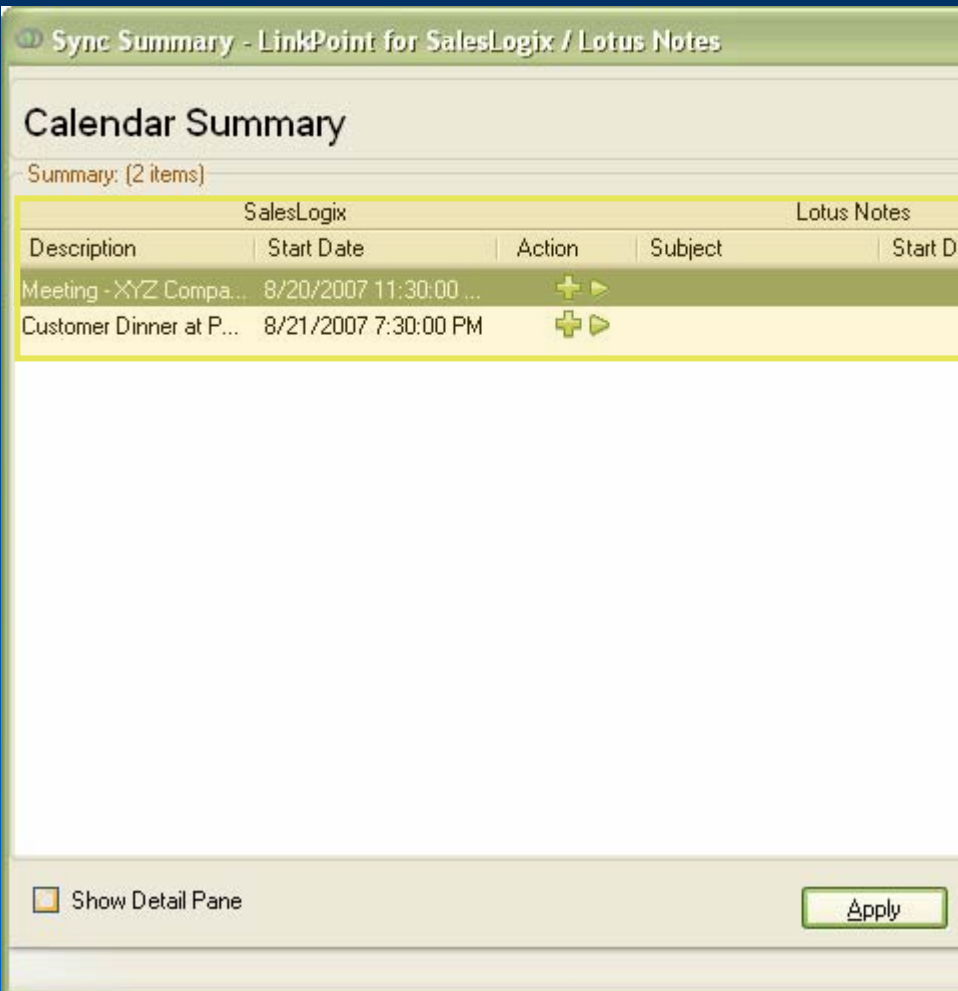 Sync Summary - LinkPoint for SalesLogix / Lotus Notes
Calendar Summary
Summary: (2 items)
SalesLogix Lotus Notes
Description Start Date Action Subject Start D
Meeting - XYZ Compa... 8/20/2007 11:30:00 ...
Customer Dinner at P... 8/21/2007 7:30:00 PM
Show Detail Pane Apply